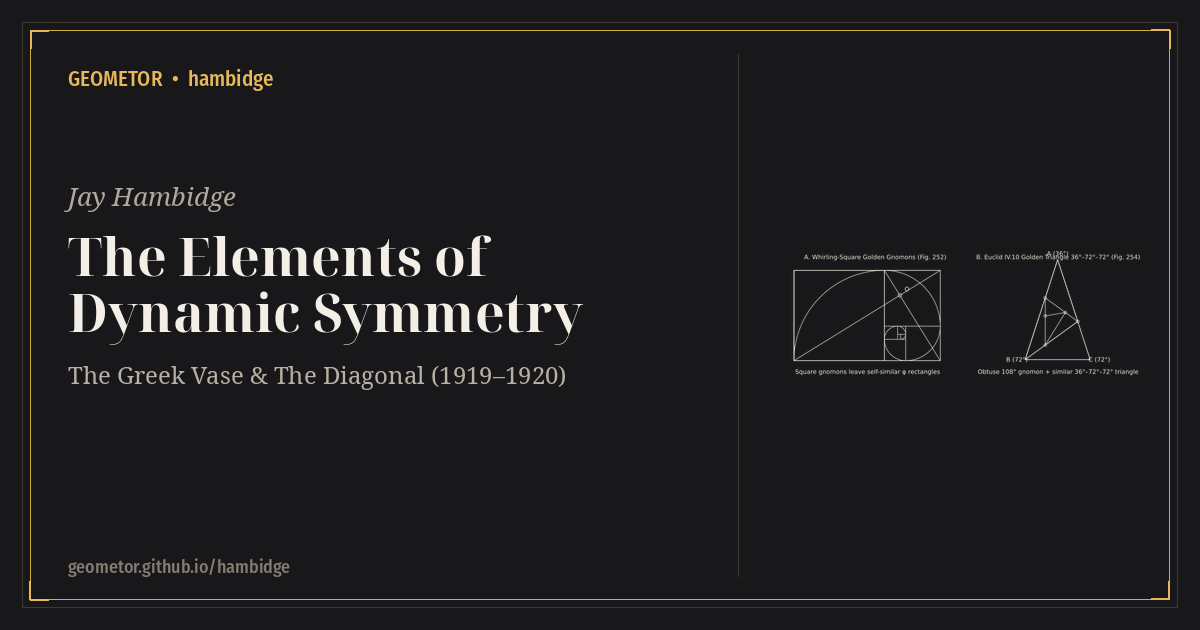 GEOMETOR • hambidge
Jay Hambidge
The Elements of
Dynamic Symmetry
The Greek Vase & The Diagonal (1919–1920)
geometor.github.io/hambidge
A. Whirling-Square Golden Gnomons (Fig. 252)
O
Square gnomons leave self-similar φ rectangles
B. Euclid IV.10 Golden Triangle 36°–72°–72° (Fig. 254)
A (36°)
B (72°)
C (72°)
Obtuse 108° gnomon + similar 36°–72°–72° triangle